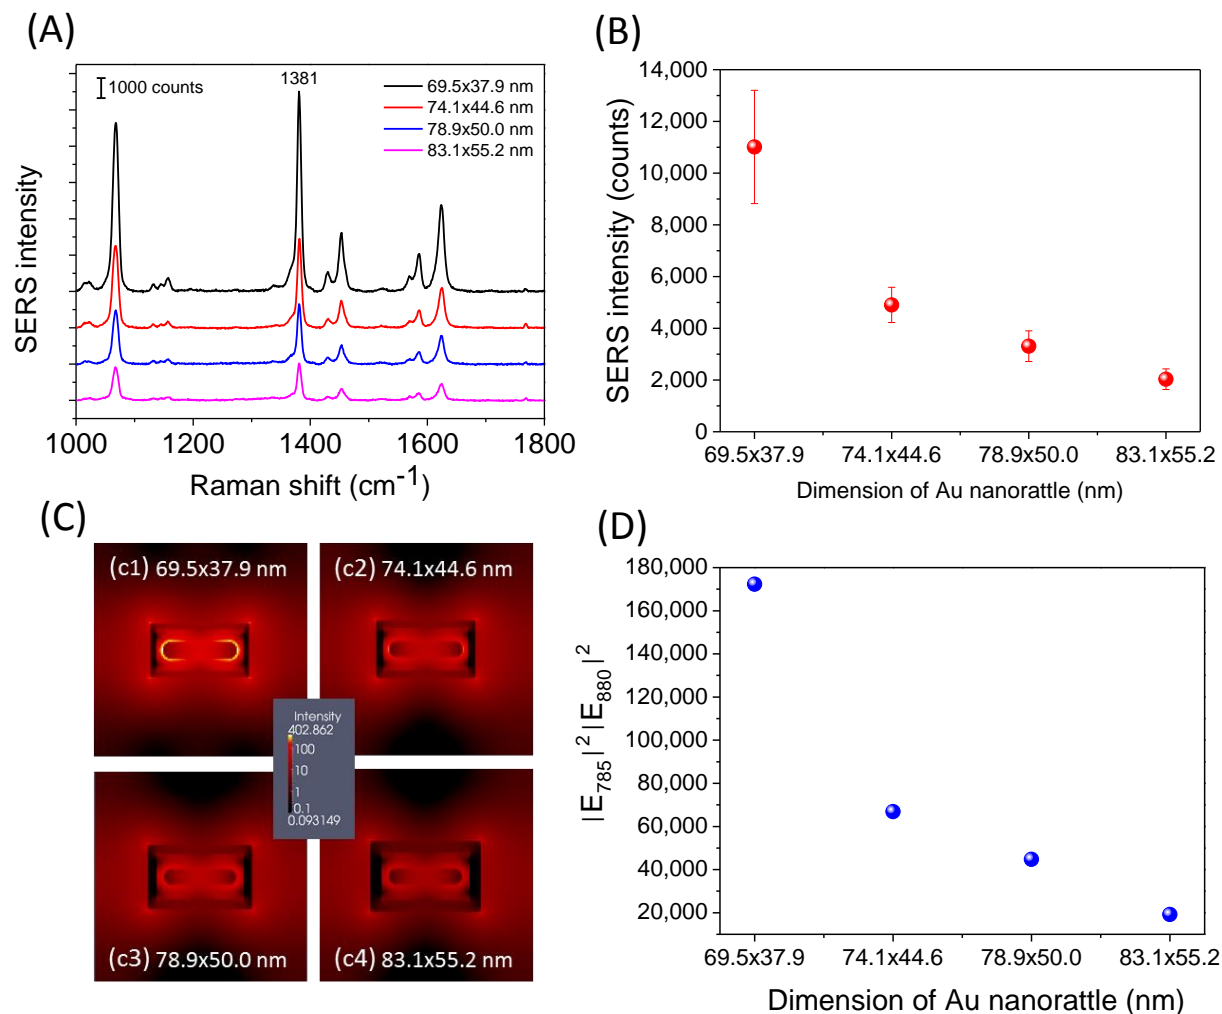 (A)
1000 counts
1381
69.5x37.9 nm
74.1x44.6 nm
78.9x50.0 nm
83.1x55.2 nm
SERS intensity
1000 1200 1400 1600 1800
Raman shift (cm-1)
(B)
14,000
12,000
10,000
8,000
6,000
4,000
2,000
0
SERS intensity (counts)
69.5x37.9 74.1x44.6 78.9x50.0 83.1x55.2
Dimension of Au nanorattle (nm)
(C)
(c1) 69.5x37.9 nm
(c2) 74.1x44.6 nm
Intensity
402.862
100
10
1
0.1
0.093149
(c3) 78.9x50.0 nm
(c4) 83.1x55.2 nm
(D)
180,000
160,000
140,000
120,000
100,000
80,000
60,000
40,000
20,000
|E785|2|E880|2
69.5x37.9 74.1x44.6 78.9x50.0 83.1x55.2
Dimension of Au nanorattle (nm)